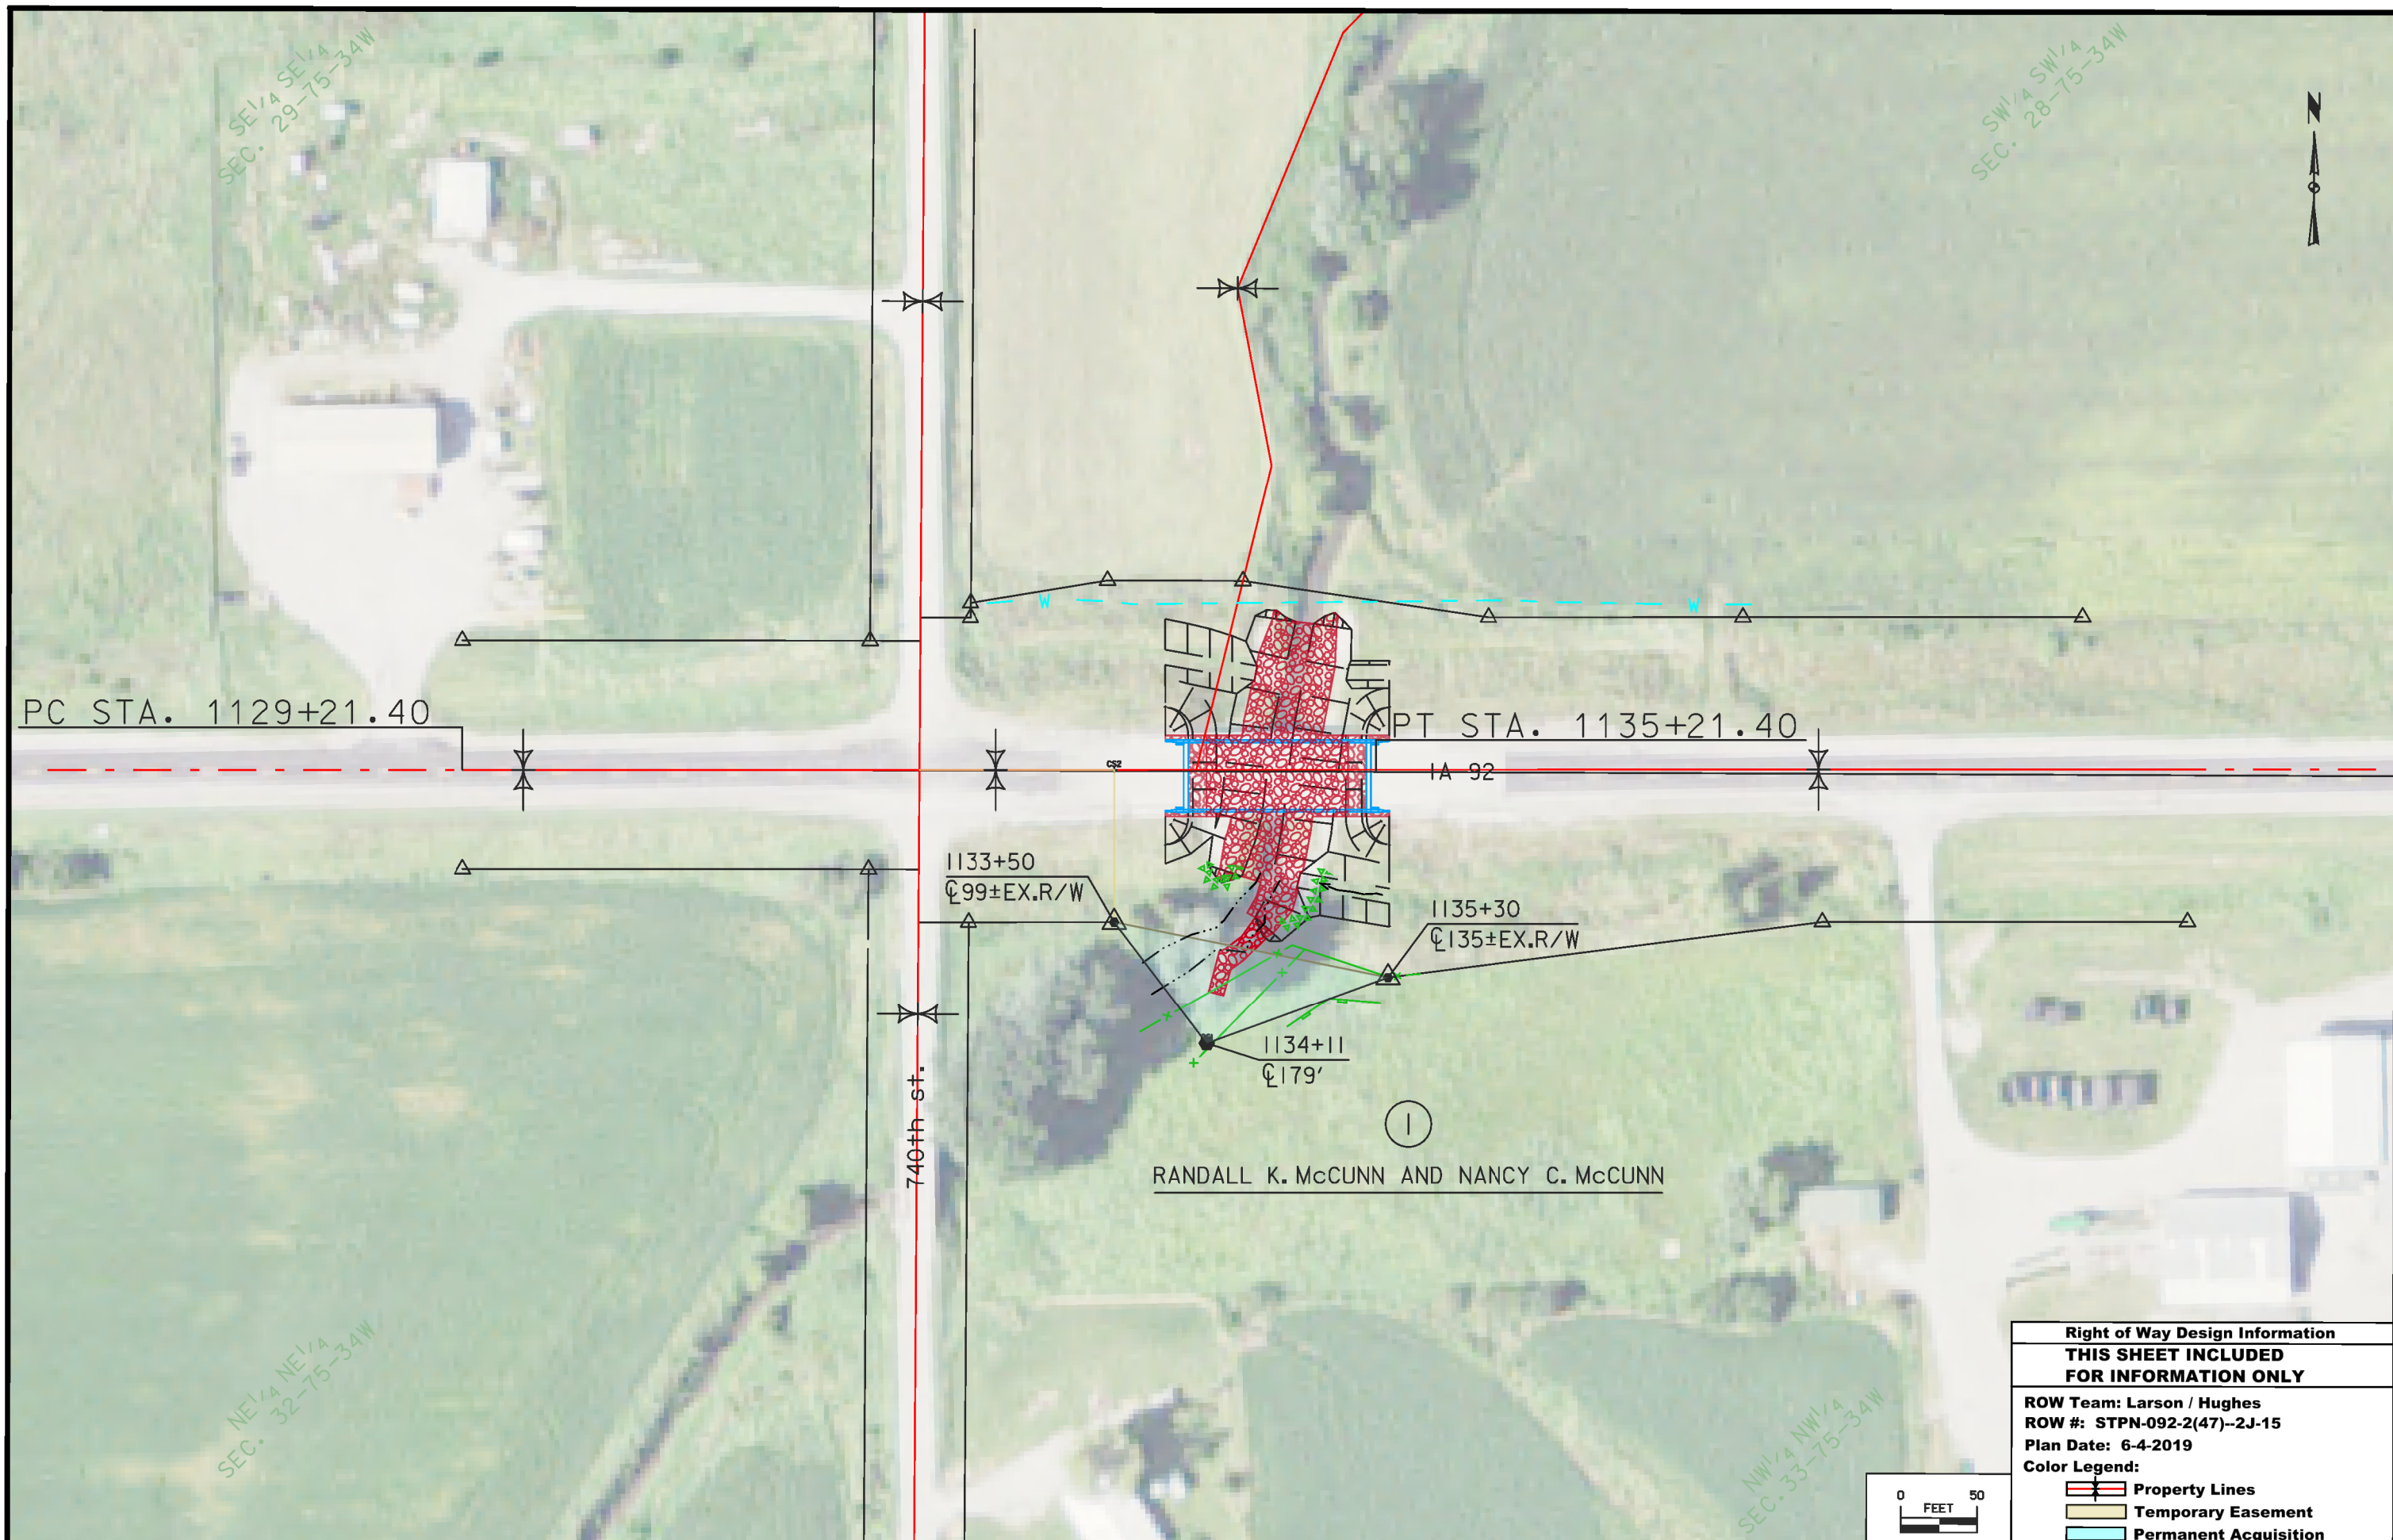 SE1/4 SE1/4
SEC. 29-75-34W
SW1/4 SW1/4
SEC. 28-75-34W
N
W
W
PC STA. 1129+21.40
PT STA. 1135+21.40
CS2
IA 92
1133+50
℄99±EX.R/W
1135+30
℄135±EX.R/W
1134+11
℄179'
740th st.
1
RANDALL K. McCUNN AND NANCY C. McCUNN
NE1/4 NE1/4
SEC. 32-75-34W
NW1/4 NW1/4
SEC. 33-75-34W
0 50
FEET
Right of Way Design Information
THIS SHEET INCLUDED
FOR INFORMATION ONLY
ROW Team: Larson / Hughes
ROW #: STPN-092-2(47)--2J-15
Plan Date: 6-4-2019
Color Legend:
Property Lines
Temporary Easement
Permanent Acquisition